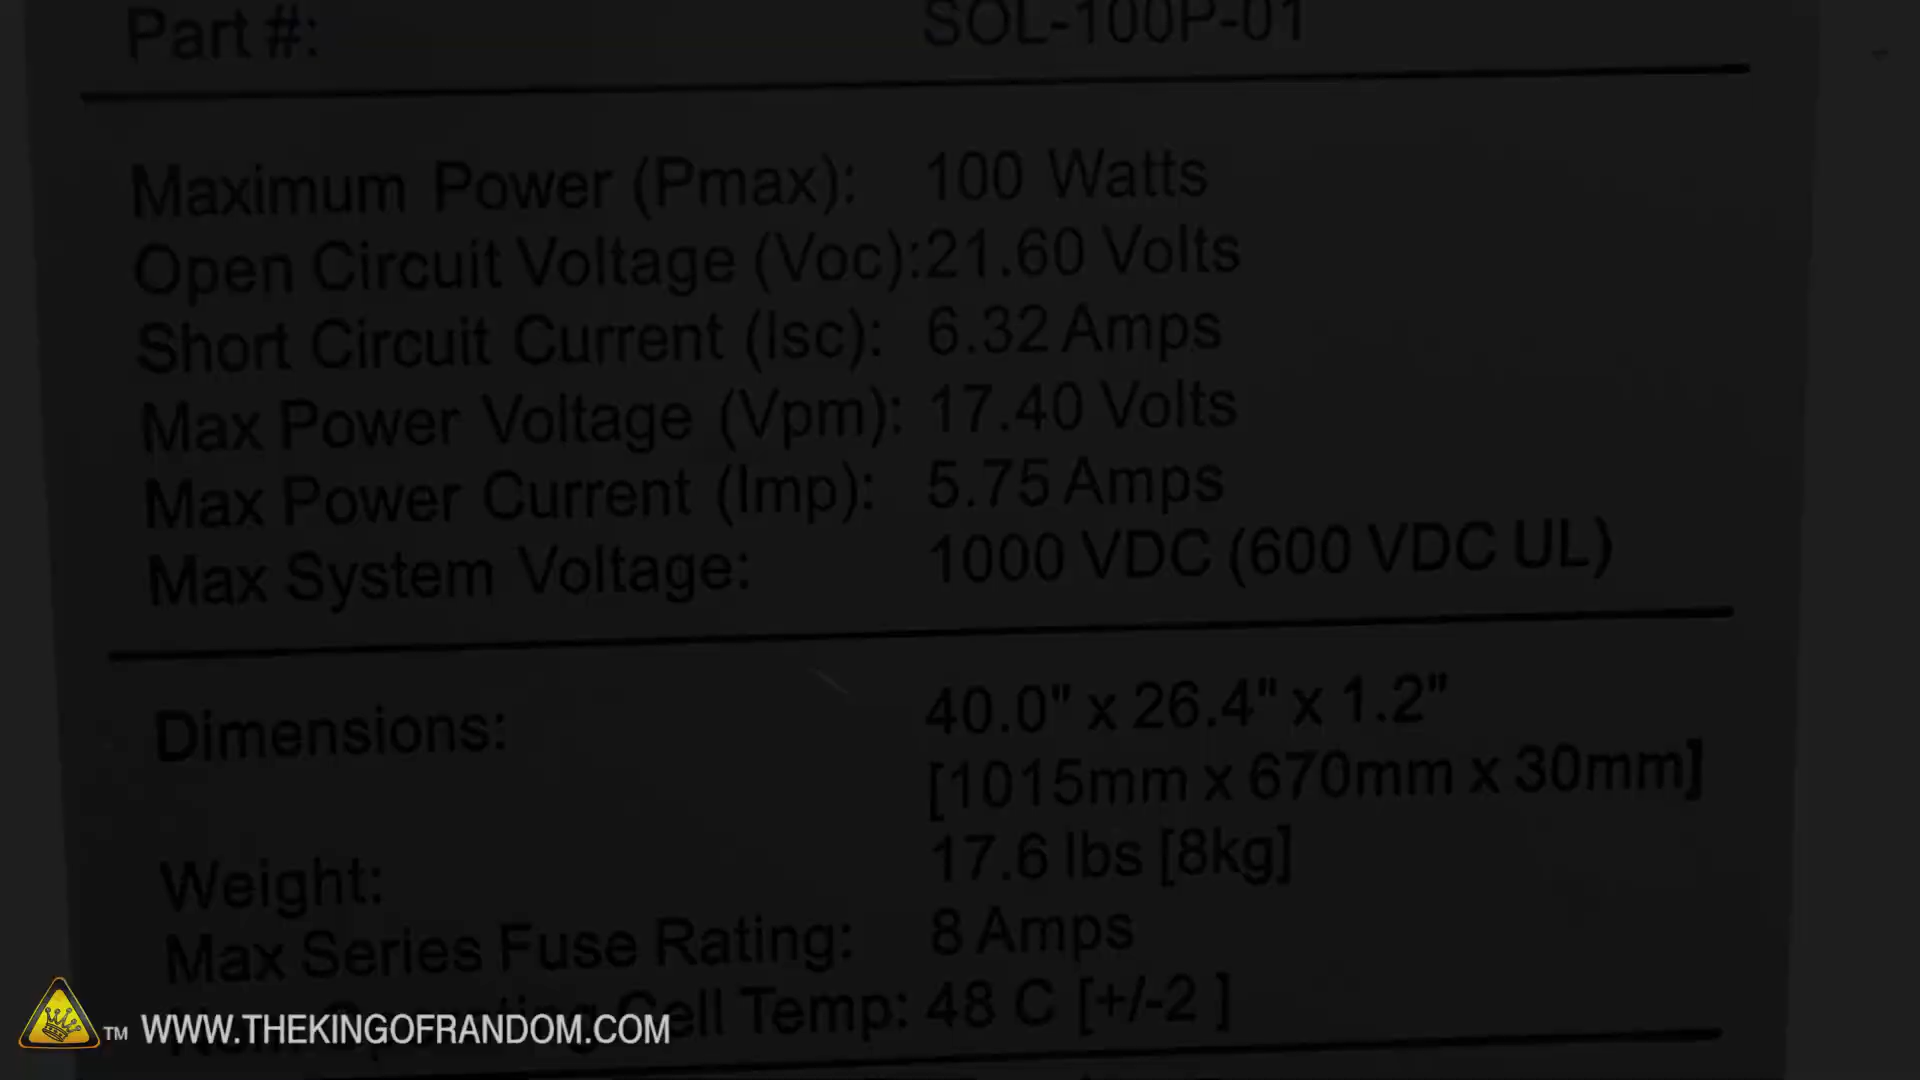 Part #: SOL-100P-01
Maximum Power (Pmax): 100 Watts
Open Circuit Voltage (Voc): 21.60 Volts
Short Circuit Current (Isc): 6.32 Amps
Max Power Voltage (Vpm): 17.40 Volts
Max Power Current (Imp): 5.75 Amps
Max System Voltage: 1000 VDC (600 VDC UL)
Dimensions: 40.0" x 26.4" x 1.2"
[1015mm x 670mm x 30mm]
Weight: 17.6 lbs [8kg]
Max Series Fuse Rating: 8 Amps
Cell Temp: 48 C [+/-2 ]
TM WWW.THEKINGOFRANDOM.COM